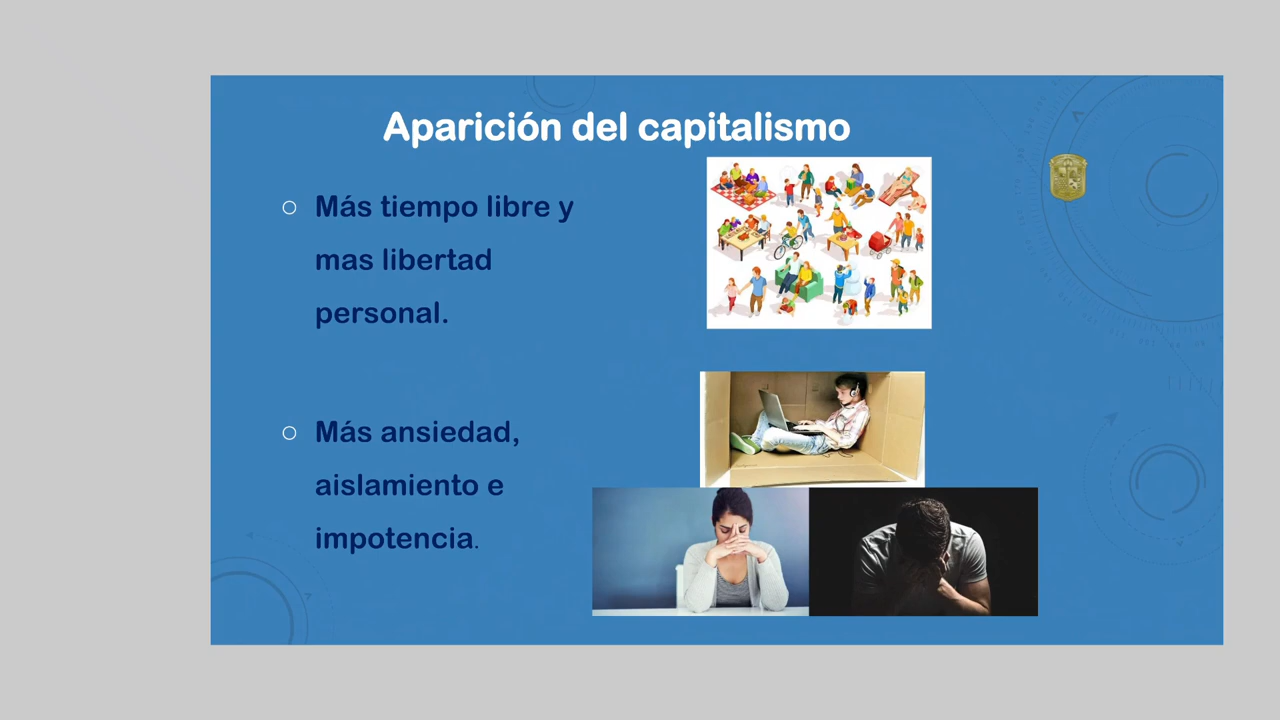 Aparición del capitalismo
Más tiempo libre y
mas libertad
personal.
Más ansiedad,
aislamiento e
impotencia.